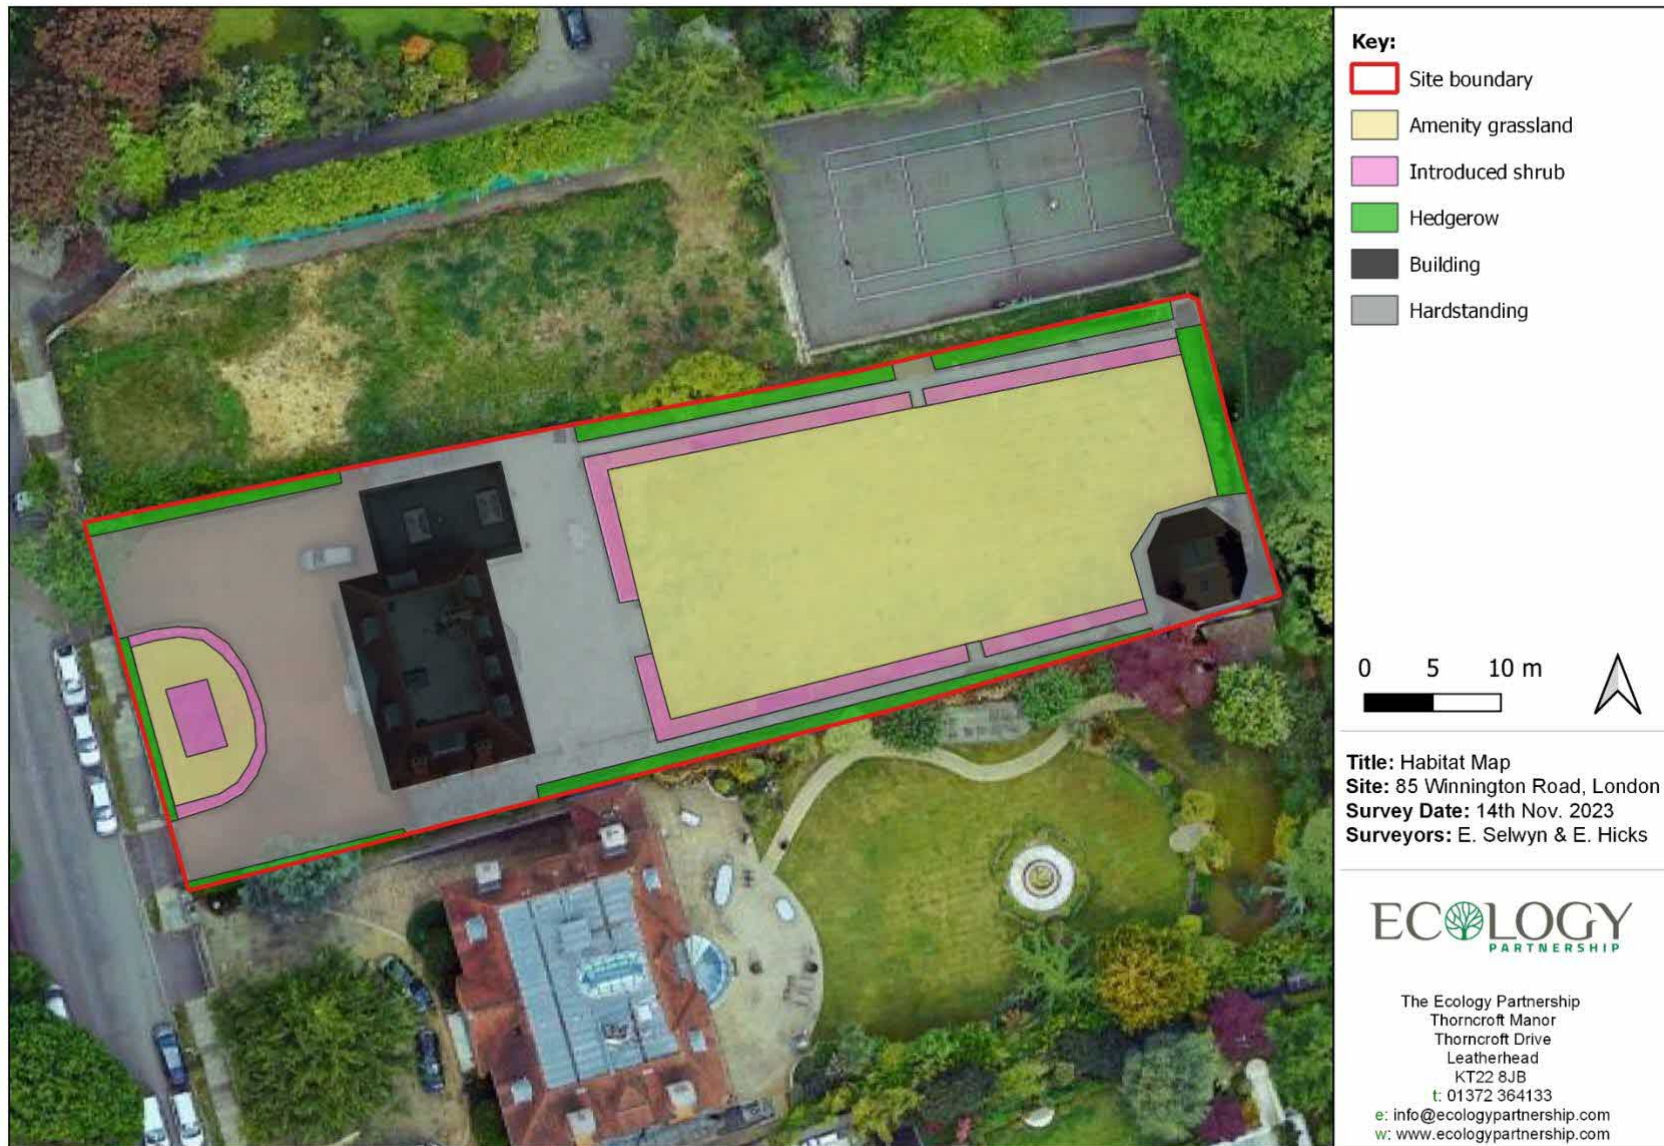 Key:
Site boundary
Amenity grassland
Introduced shrub
Hedgerow
Building
Hardstanding
0 5 10 m
Title: Habitat Map
Site: 85 Winnington Road, London
Survey Date: 14th Nov. 2023
Surveyors: E. Selwyn & E. Hicks
ECOLOGY
PARTNERSHIP
The Ecology Partnership
Thorncroft Manor
Thorncroft Drive
Leatherhead
KT22 8JB
t: 01372 364133
e: info@ecologypartnership.com
w: www.ecologypartnership.com